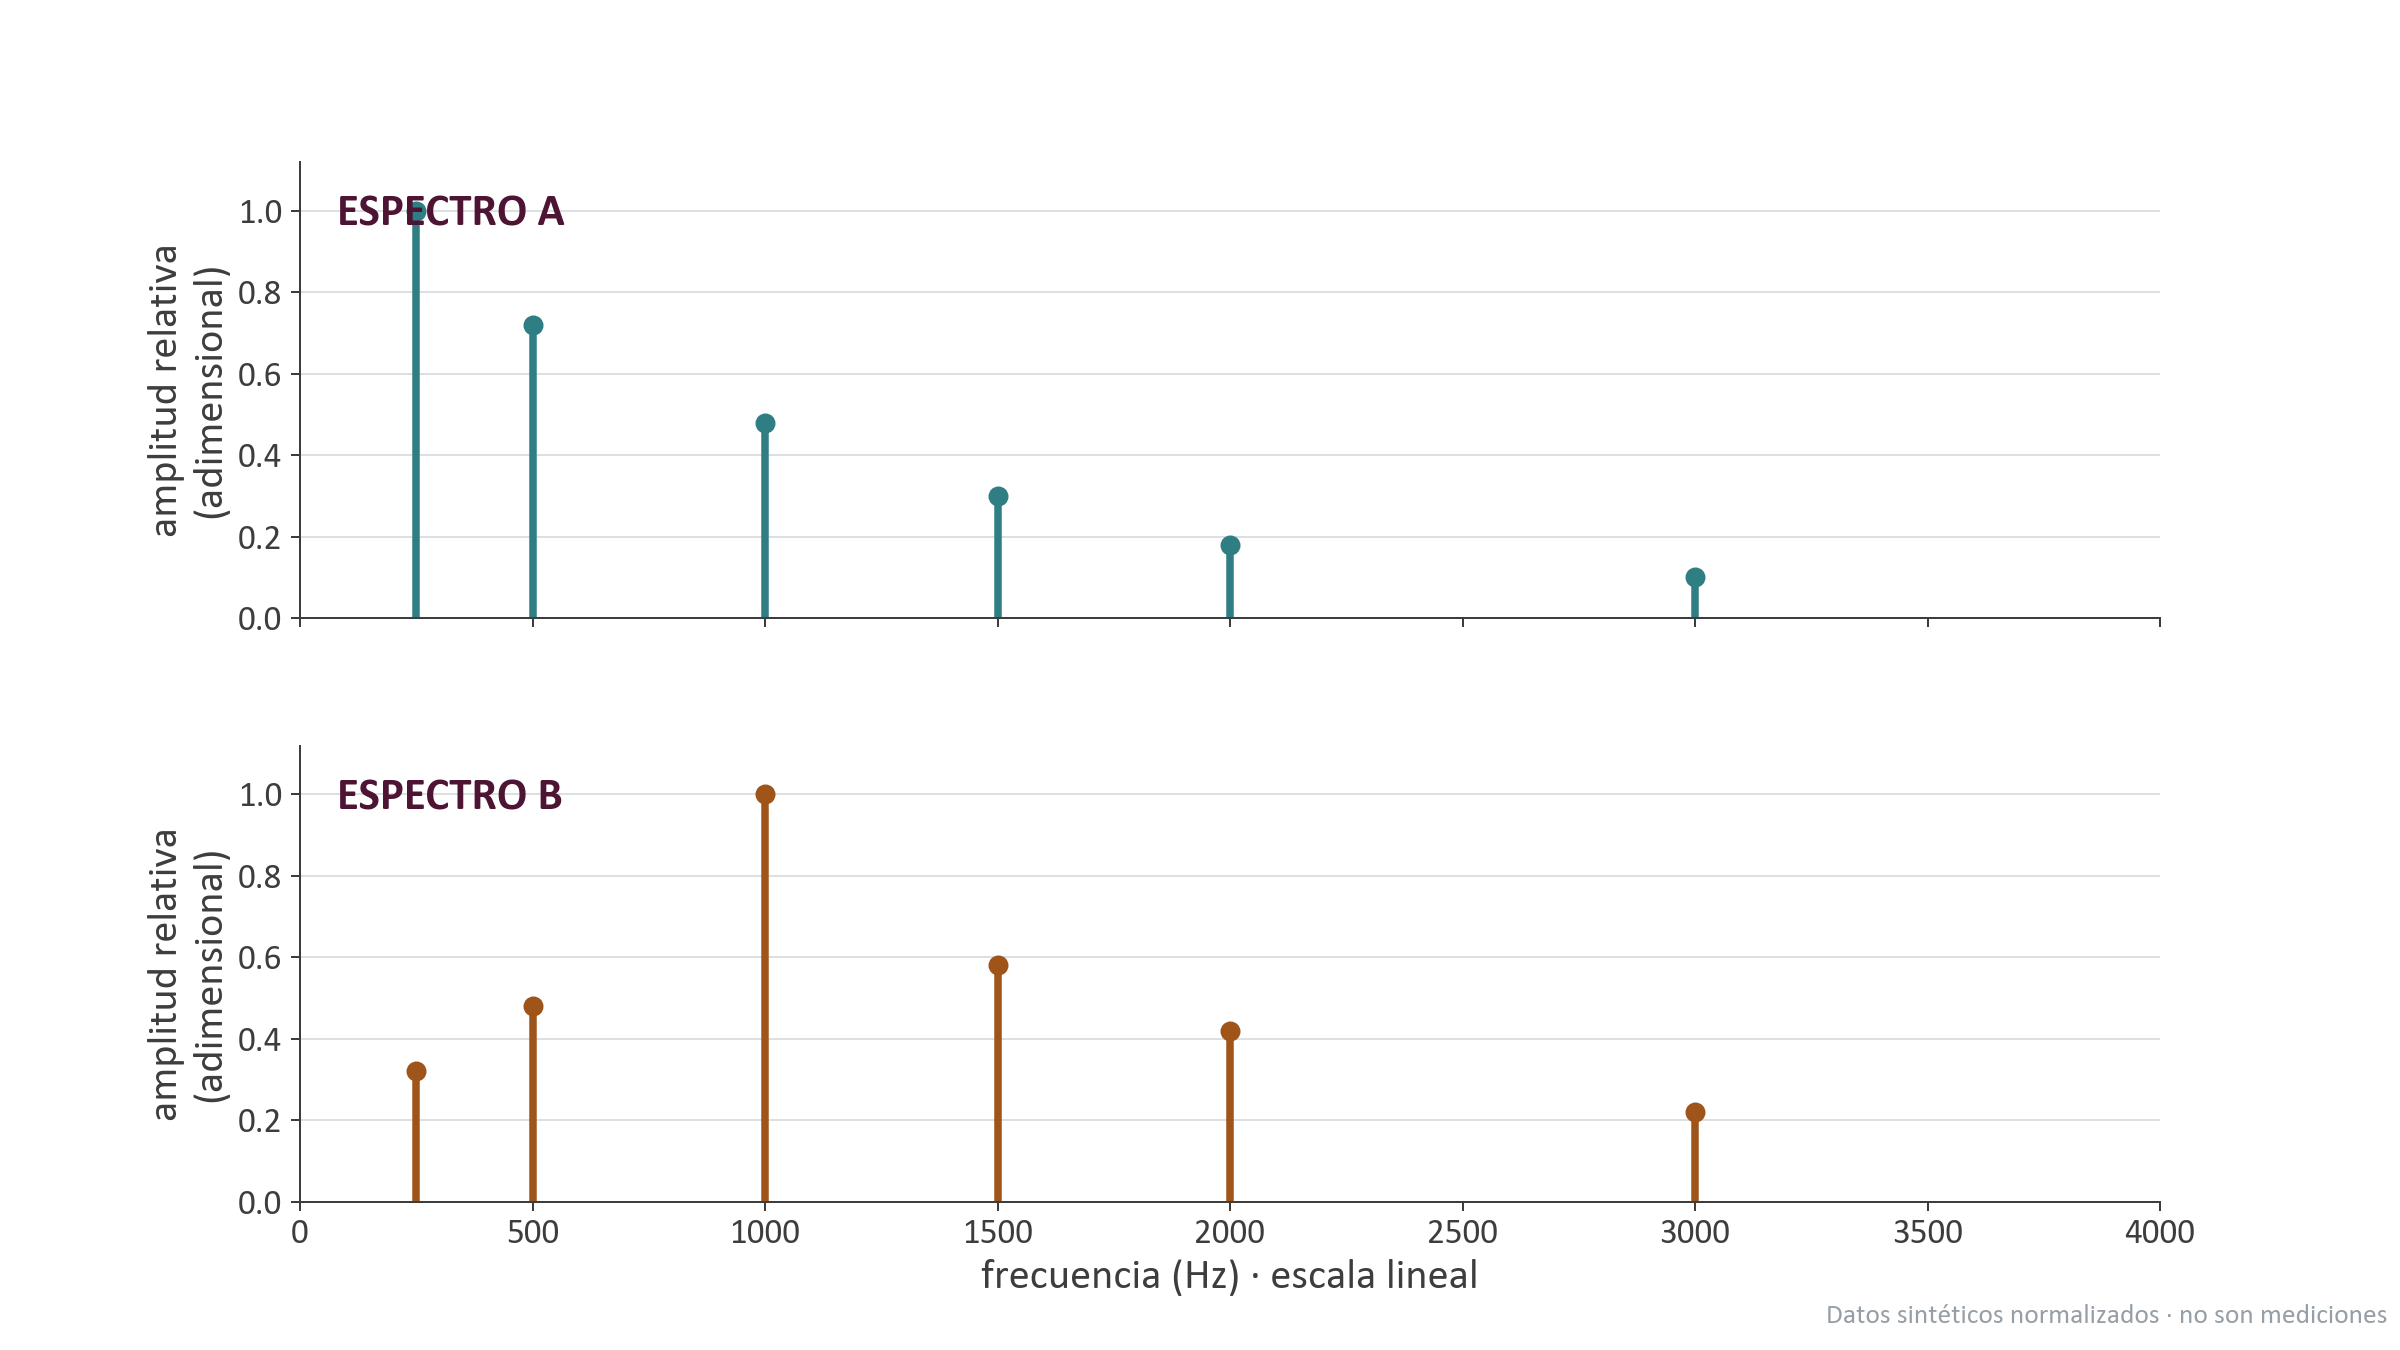 ESPECTRO A
amplitud relativa
(adimensional)
1.0
0.8
0.6
0.4
0.2
0.0
ESPECTRO B
amplitud relativa
(adimensional)
1.0
0.8
0.6
0.4
0.2
0.0
0 500 1000 1500 2000 2500 3000 3500 4000
frecuencia (Hz) · escala lineal
Datos sintéticos normalizados · no son mediciones